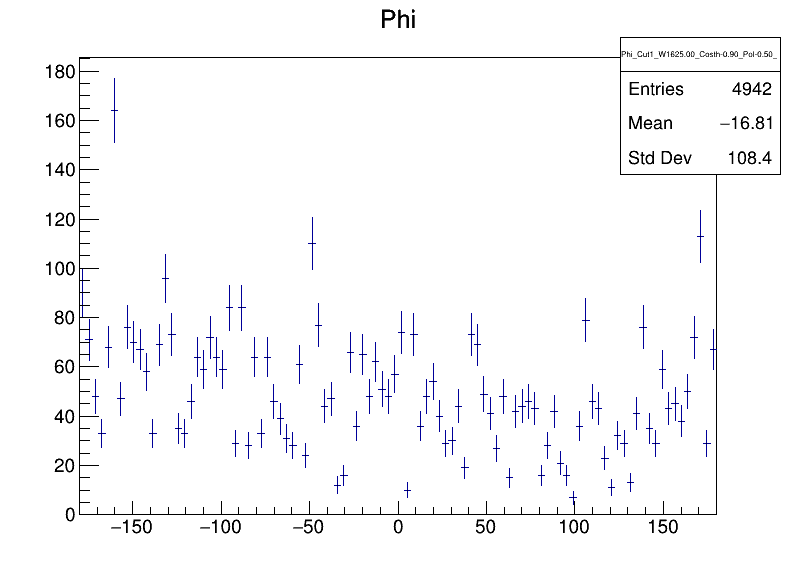 Phi
Phi_Cut1_W1625.00_Costh-0.90_Pol-0.50_
Entries 4942
Mean −16.81
Std Dev 108.4
180
160
140
120
100
80
60
40
20
0
−150 −100 −50 0 50 100 150